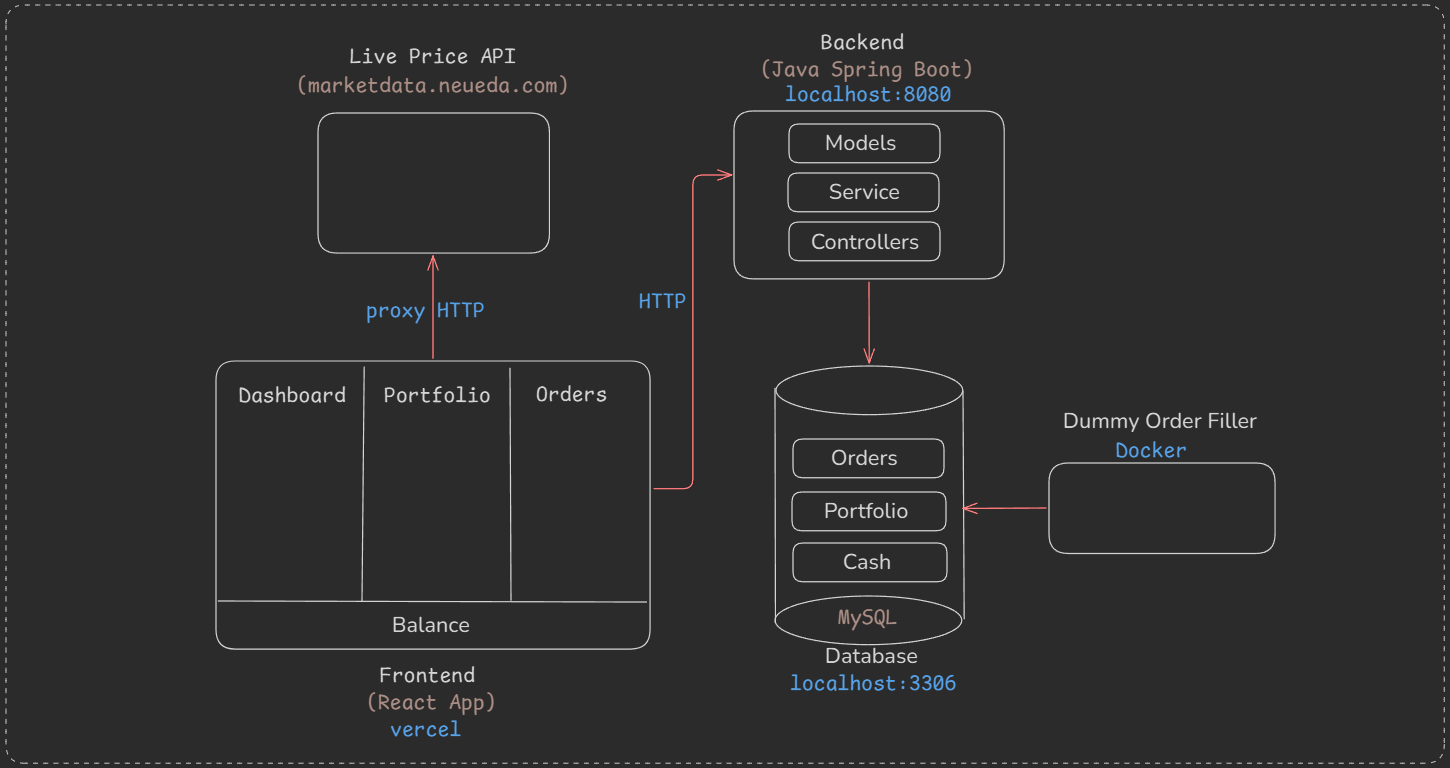 Live Price API
(marketdata.neueda.com)
Backend
(Java Spring Boot)
localhost:8080
Models
Service
Controllers
proxy HTTP
HTTP
Dashboard
Portfolio
Orders
Balance
Frontend
(React App)
vercel
Orders
Portfolio
Cash
MySQL
Database
localhost:3306
Dummy Order Filler
Docker